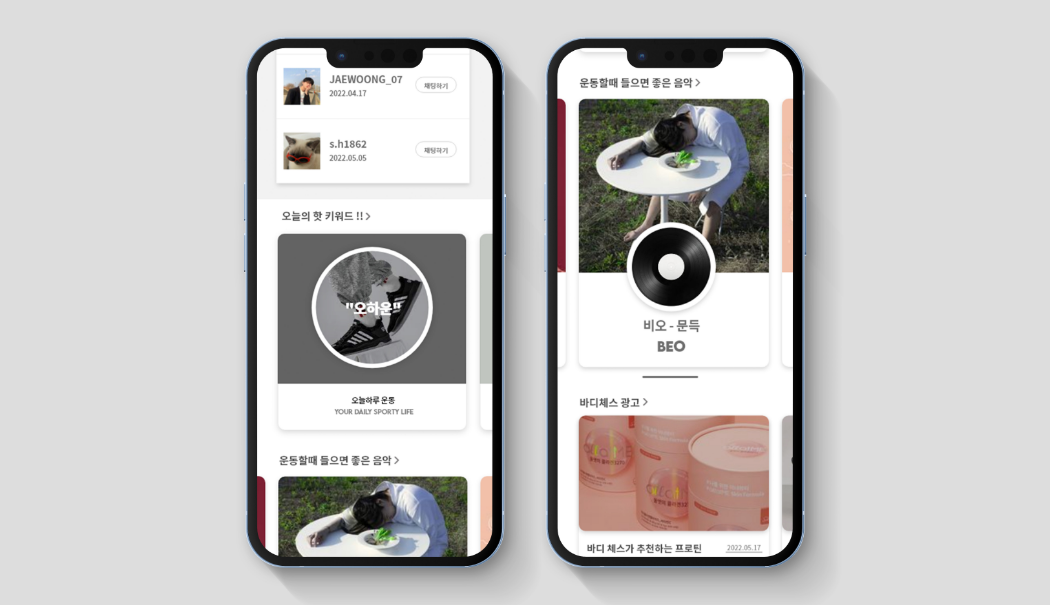 JAEWOONG_07
2022.04.17
채팅하기
s.h1862
2022.05.05
채팅하기
오늘의 핫 키워드 !!
"오하운"
오늘하루 운동
YOUR DAILY SPORTY LIFE
운동할때 들으면 좋은 음악
운동할때 들으면 좋은 음악
비오 - 문득
BEO
바디체스 광고
바디 체스가 추천하는 프로틴
2022.05.17